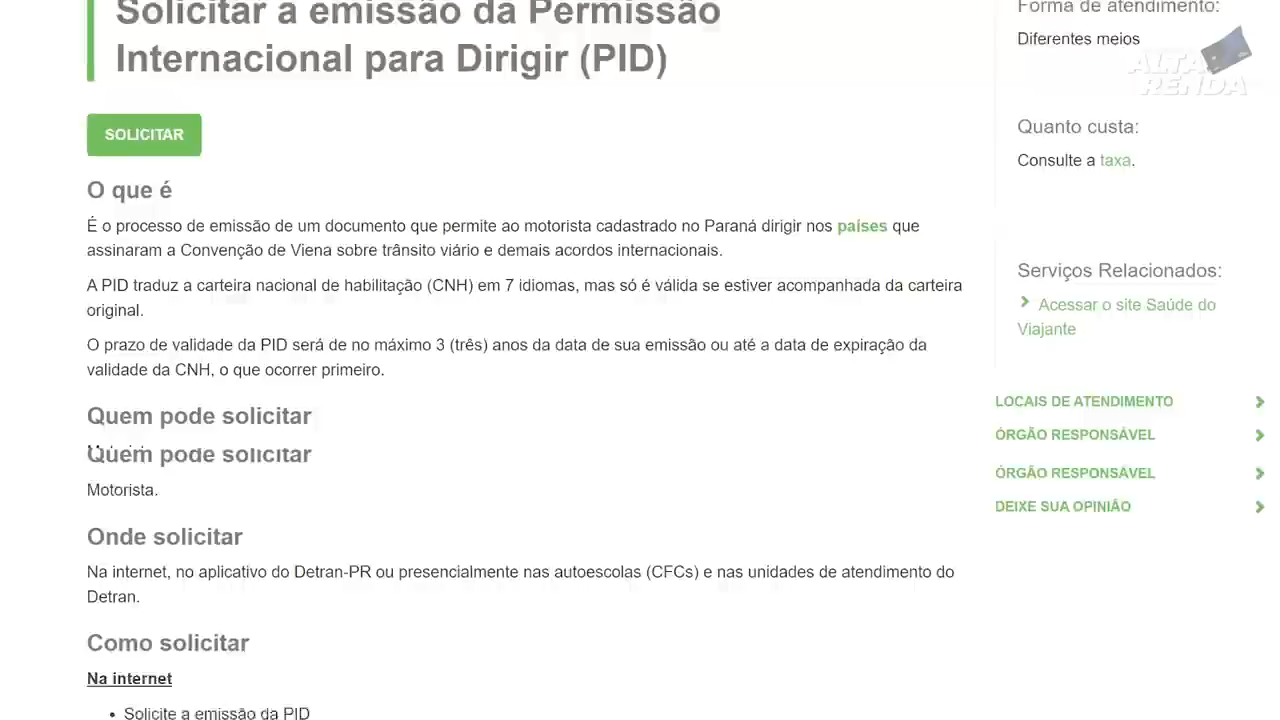 Solicitar a emissão da Permissão
Internacional para Dirigir (PID)
SOLICITAR
O que é
É o processo de emissão de um documento que permite ao motorista cadastrado no Paraná dirigir nos países que
assinaram a Convenção de Viena sobre trânsito viário e demais acordos internacionais.
A PID traduz a carteira nacional de habilitação (CNH) em 7 idiomas, mas só é válida se estiver acompanhada da carteira
original.
O prazo de validade da PID será de no máximo 3 (três) anos da data de sua emissão ou até a data de expiração da
validade da CNH, o que ocorrer primeiro.
Quem pode solicitar
Quem pode solicitar
Motorista.
Onde solicitar
Na internet, no aplicativo do Detran-PR ou presencialmente nas autoescolas (CFCs) e nas unidades de atendimento do
Detran.
Como solicitar
Na internet
• Solicite a emissão da PID
Forma de atendimento:
Diferentes meios
ALTA
RENDA
Quanto custa:
Consulte a taxa.
Serviços Relacionados:
Acessar o site Saúde do
Viajante
LOCAIS DE ATENDIMENTO
ÓRGÃO RESPONSÁVEL
ÓRGÃO RESPONSÁVEL
DEIXE SUA OPINIÃO